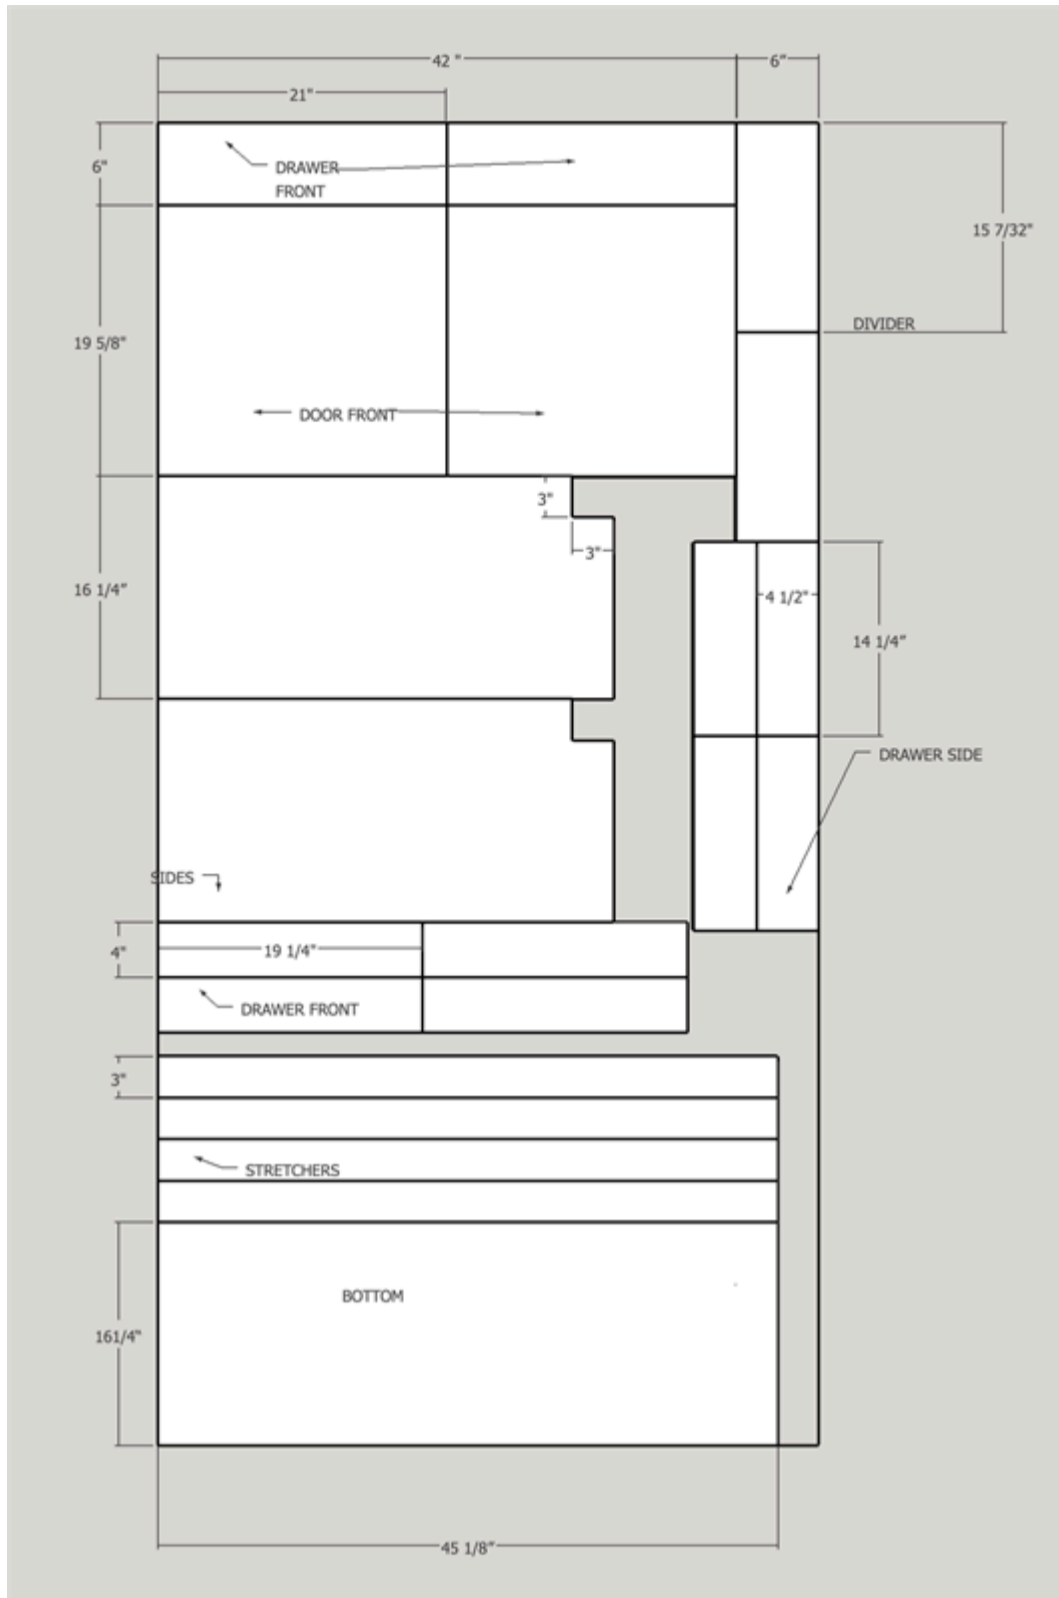 42 "
6"
21"
6"
DRAWER
FRONT
15 7/32"
DIVIDER
19 5/8"
DOOR FRONT
3"
3"
16 1/4"
4 1/2"
14 1/4"
DRAWER SIDE
SIDES
4"
19 1/4"
DRAWER FRONT
3"
STRETCHERS
BOTTOM
161/4"
45 1/8"